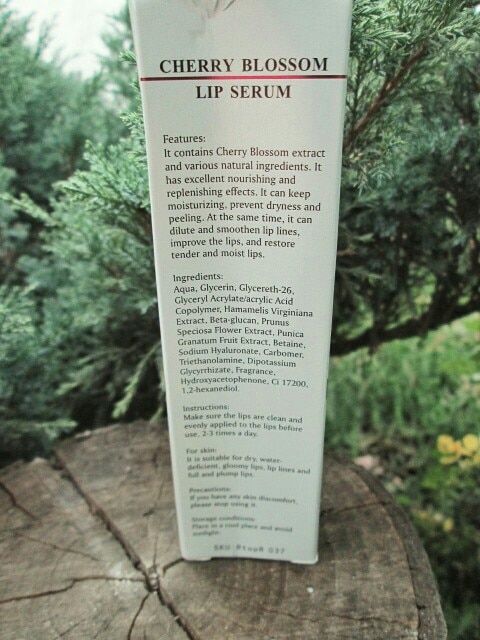 CHERRY BLOSSOM
LIP SERUM
Features:
It contains Cherry Blossom extract
and various natural ingredients. It
has excellent nourishing and
replenishing effects. It can keep
moisturizing, prevent dryness and
peeling. At the same time, it can
dilute and smoothen lip lines,
improve the lips, and restore
tender and moist lips.
Ingredients:
Aqua, Glycerin, Glycereth-26,
Glyceryl Acrylate/acrylic Acid
Copolymer, Hamamelis Virginiana
Extract, Beta-glucan, Prunus
Speciosa Flower Extract, Punica
Granatum Fruit Extract, Betaine,
Sodium Hyaluronate, Carbomer,
Triethanolamine, Dipotassium
Glycyrrhizate, Fragrance,
Hydroxyacetophenone, Ci 17200,
1,2-hexanediol.
Instructions:
Make sure the lips are clean and
evenly applied to the lips before
use, 2-3 times a day.
For skin:
It is suitable for dry, water-
deficient, gloomy lips, lip lines and
full and plump lips.
Precautions:
If you have any skin discomfort,
please stop using it.
Storage conditions:
Place in a cool place and avoid
sunlight.
SKU 037